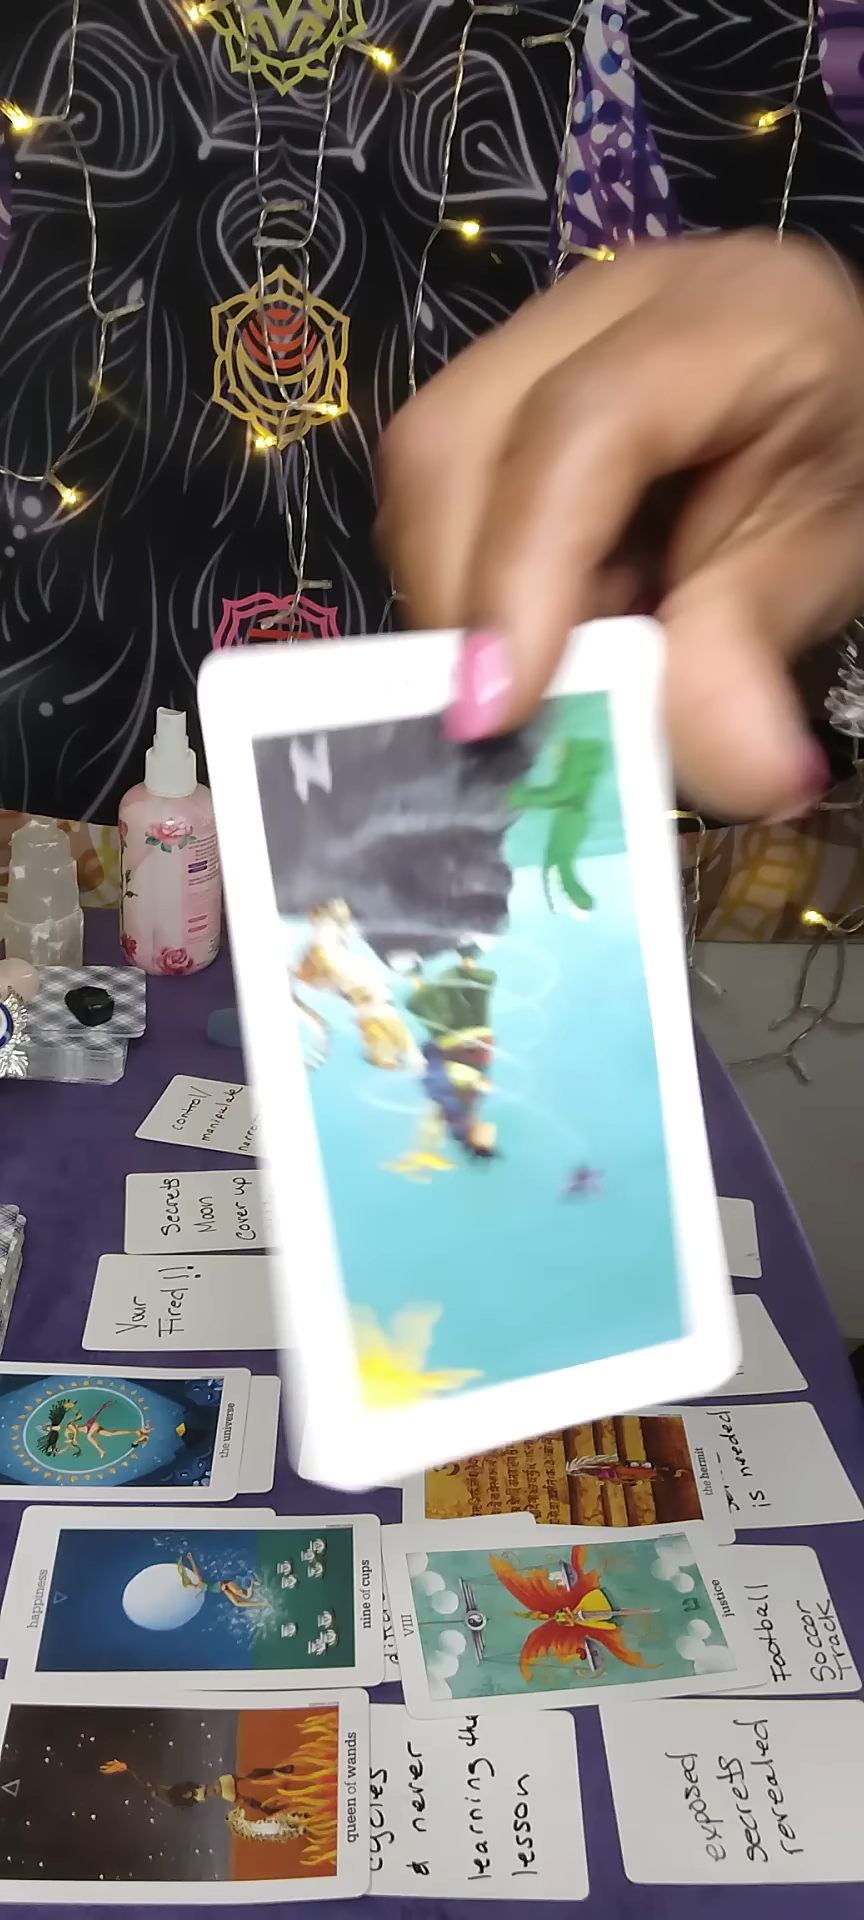 control/
manipulate
Secrets
Moon
Cover up
Your
Fired!!
the universe
the hermit
is needed
happiness
nine of cups
VIII
justice
Football
Soccor
Track
queen of wands
cycles
& never
learning the
lesson
exposed
secrets
revealed